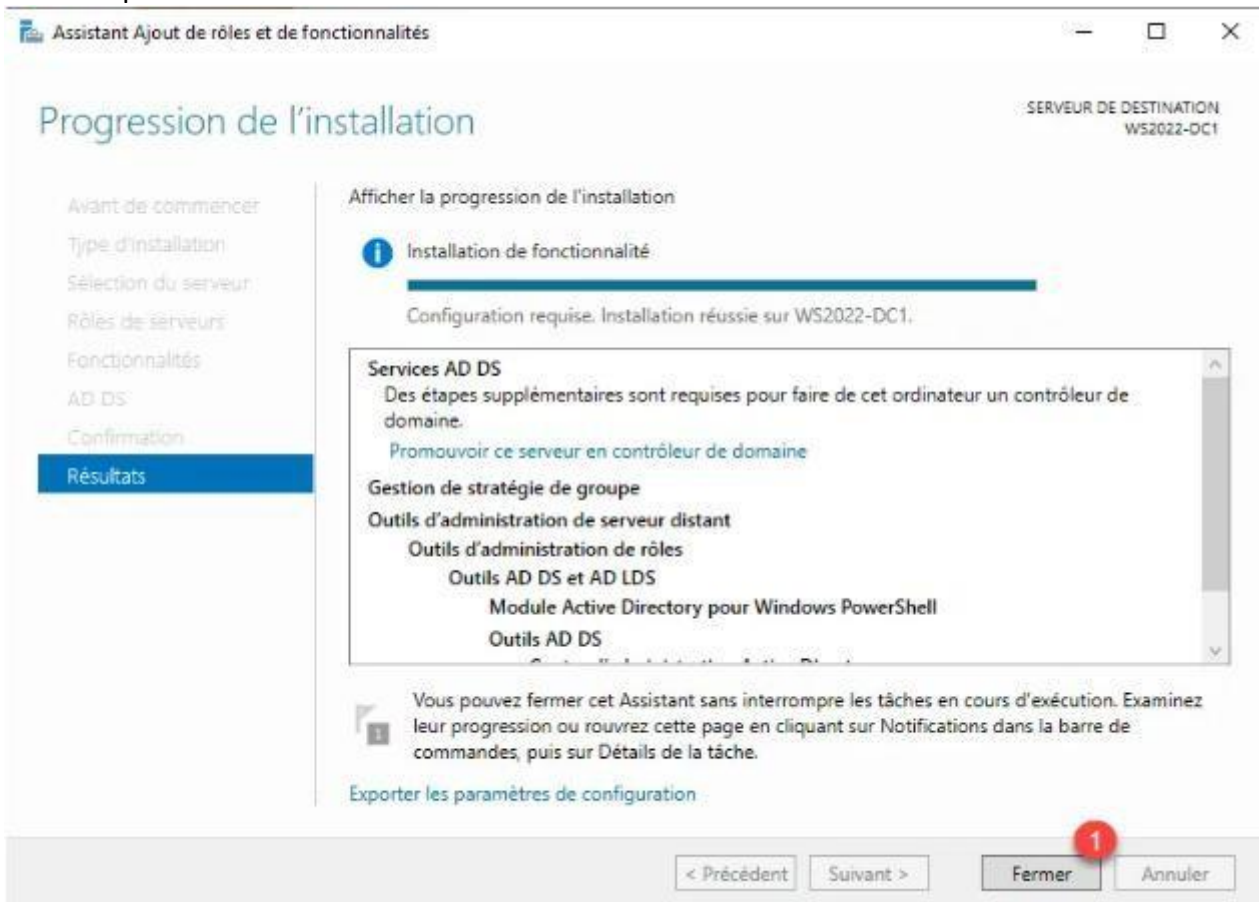 Assistant Ajout de rôles et de fonctionnalités
Progression de l'installation
SERVEUR DE DESTINATION
WS2022-DC1
Avant de commencer
Type d'installation
Sélection du serveur
Rôles de serveurs
Fonctionnalités
AD DS
Confirmation
Résultats
Afficher la progression de l'installation
Installation de fonctionnalité
Configuration requise. Installation réussie sur WS2022-DC1.
Services AD DS
Des étapes supplémentaires sont requises pour faire de cet ordinateur un contrôleur de
domaine.
Promouvoir ce serveur en contrôleur de domaine
Gestion de stratégie de groupe
Outils d'administration de serveur distant
Outils d'administration de rôles
Outils AD DS et AD LDS
Module Active Directory pour Windows PowerShell
Outils AD DS
1
Vous pouvez fermer cet Assistant sans interrompre les tâches en cours d'exécution. Examinez
leur progression ou rouvrez cette page en cliquant sur Notifications dans la barre de
commandes, puis sur Détails de la tâche.
Exporter les paramètres de configuration
1
< Précédent
Suivant >
Fermer
Annuler